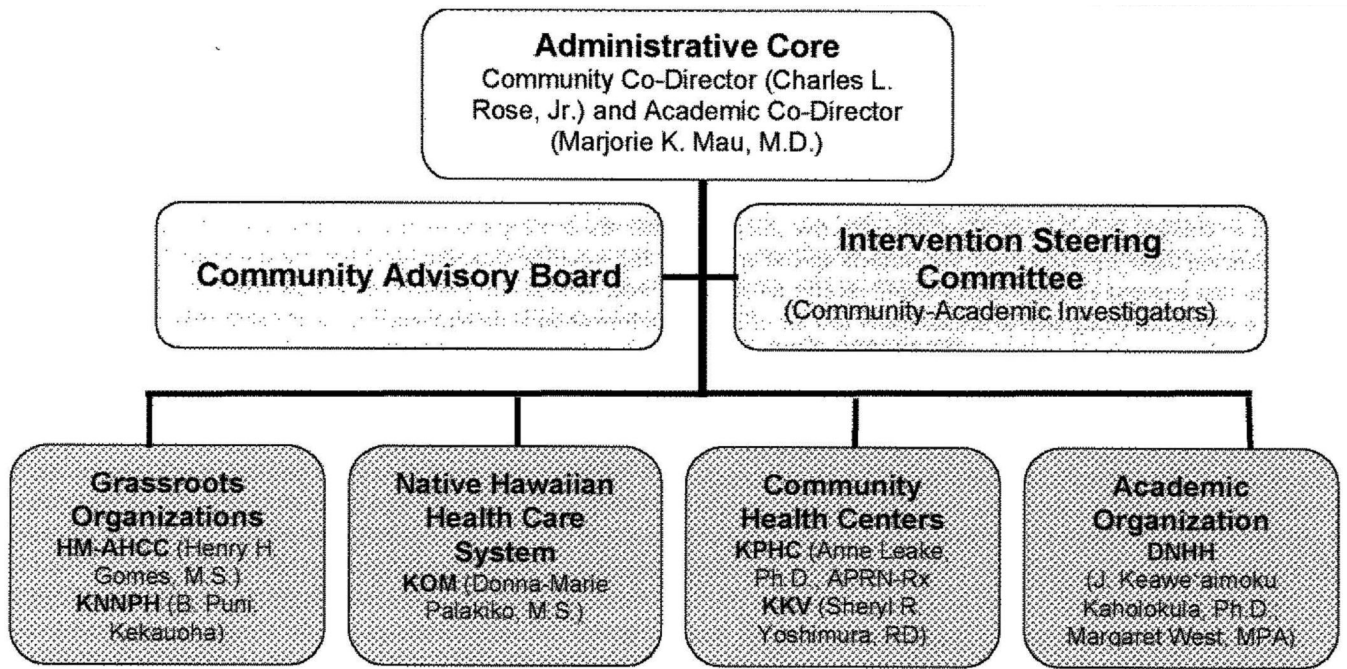 Administrative Core
Community Co-Director (Charles L.
Rose, Jr.) and Academic Co-Director
(Marjorie K. Mau, M.D.)
Community Advisory Board
Intervention Steering
Committee
(Community-Academic Investigators)
Grassroots
Organizations
HM-AHCC (Henry H.
Gomes, M.S.)
KNNPH (B. Puni
Kekauoha)
Native Hawaiian
Health Care
System
KOM (Donna-Marie
Palakiko, M.S.)
Community
Health Centers
KPHC (Anne Leake,
Ph.D., APRN-Rx
KKV (Sheryl R.
Yoshimura, RD)
Academic
Organization
DNHH
(J. Keawe‘aimoku
Kaholokula, Ph.D.
Margaret West, MPA)